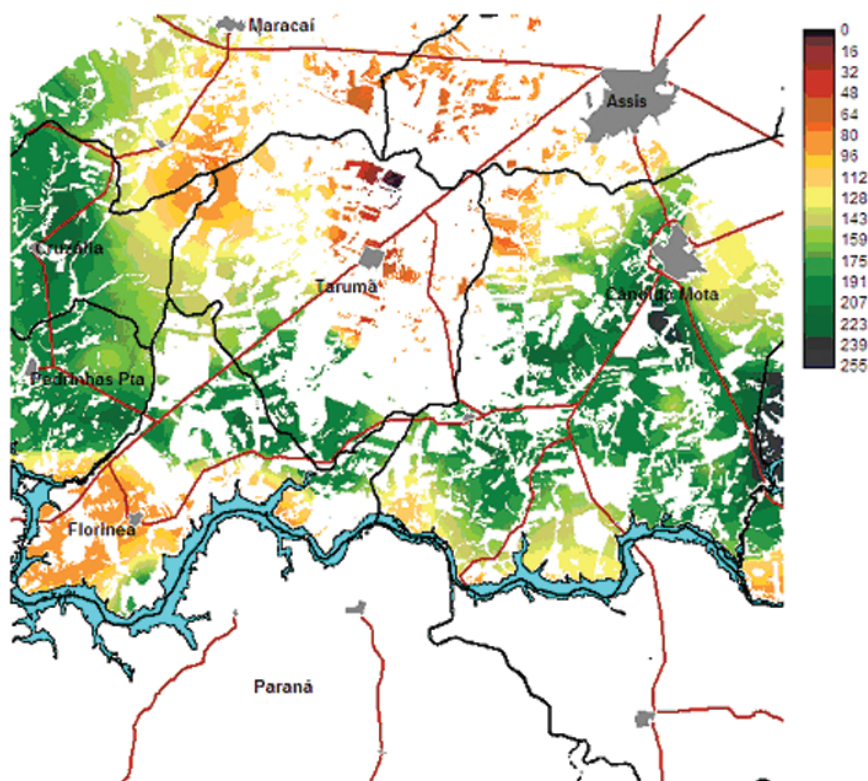 Maracaí
Assis
Cruzália
Tarumã
Cândido Mota
Pedrinhas Pta
Florínea
Paraná
0
16
32
48
64
80
96
112
128
143
159
175
191
207
223
239
255